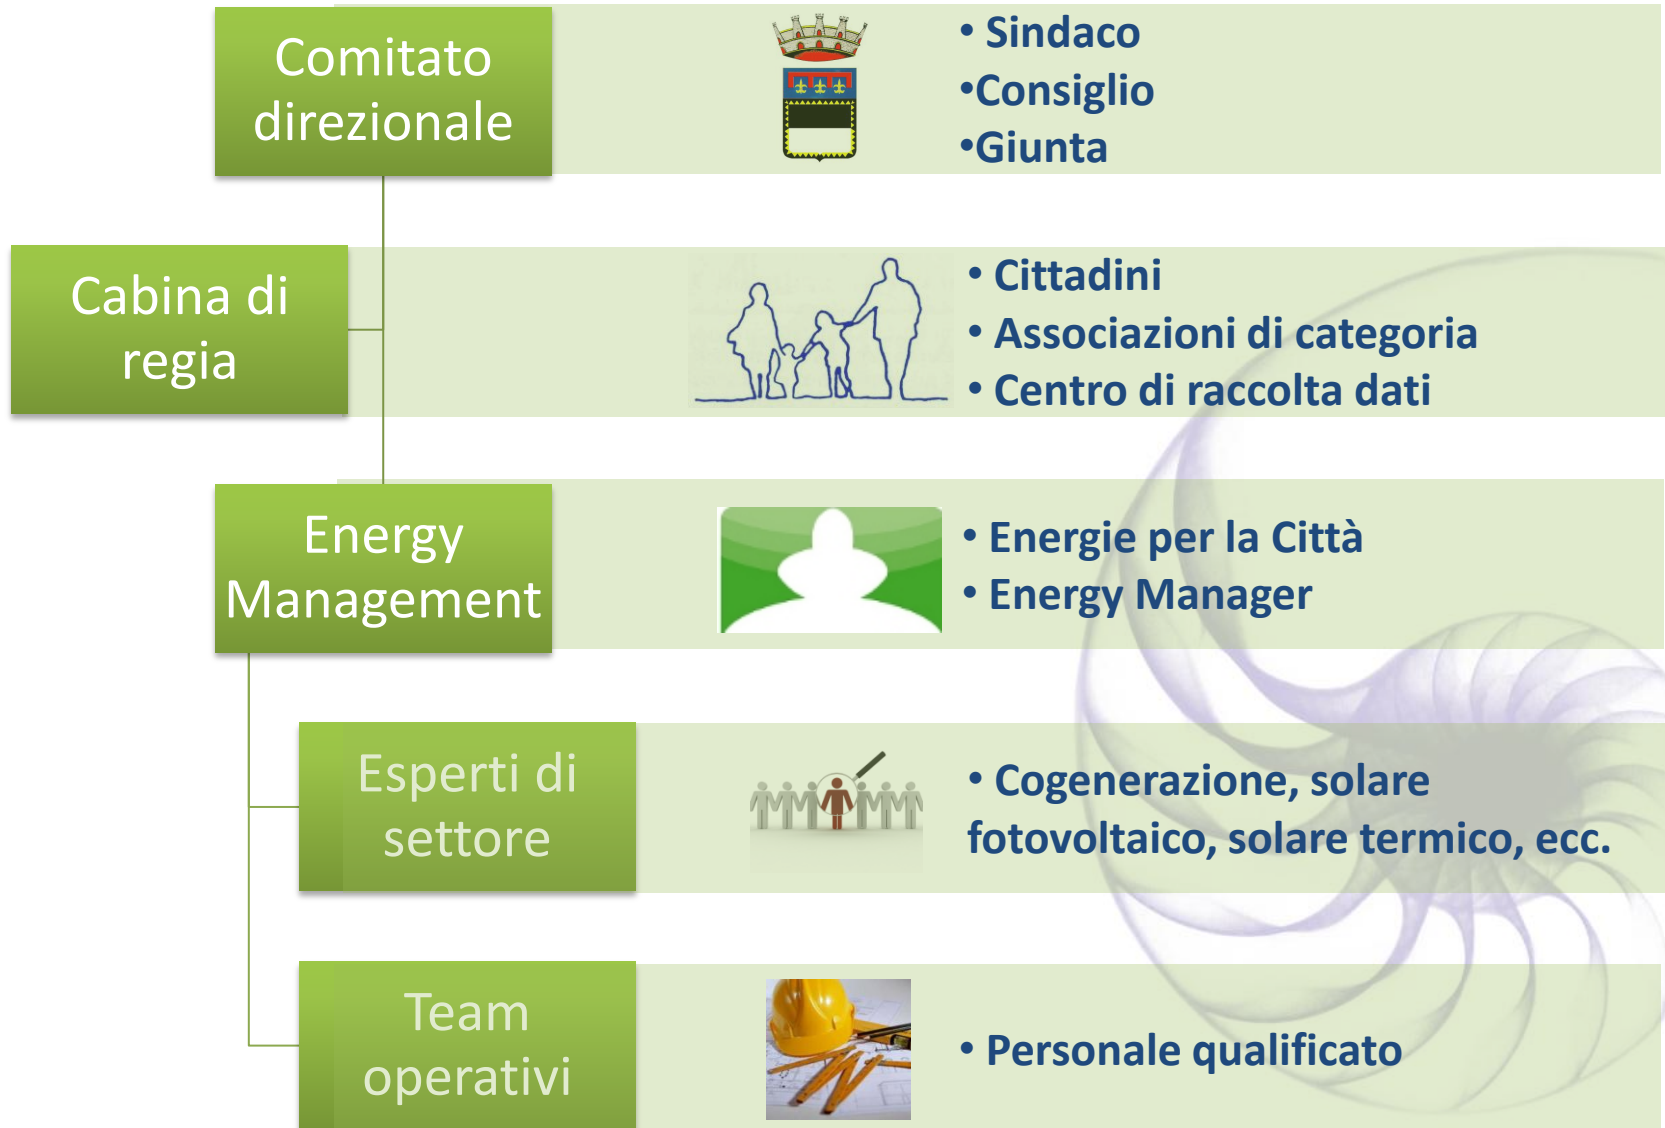 Comitato
direzionale
• Sindaco
•Consiglio
•Giunta
Cabina di
regia
• Cittadini
• Associazioni di categoria
• Centro di raccolta dati
Energy
Management
• Energie per la Città
• Energy Manager
Esperti di
settore
• Cogenerazione, solare
fotovoltaico, solare termico, ecc.
Team
operativi
• Personale qualificato